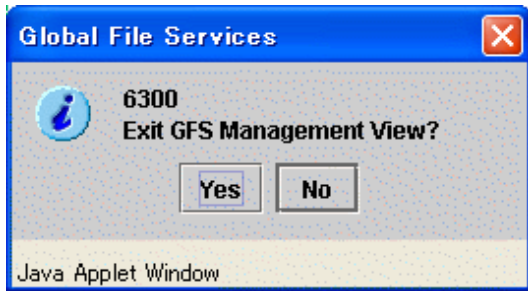 Global File Services
6300
Exit GFS Management View?
Yes No
Java Applet Window